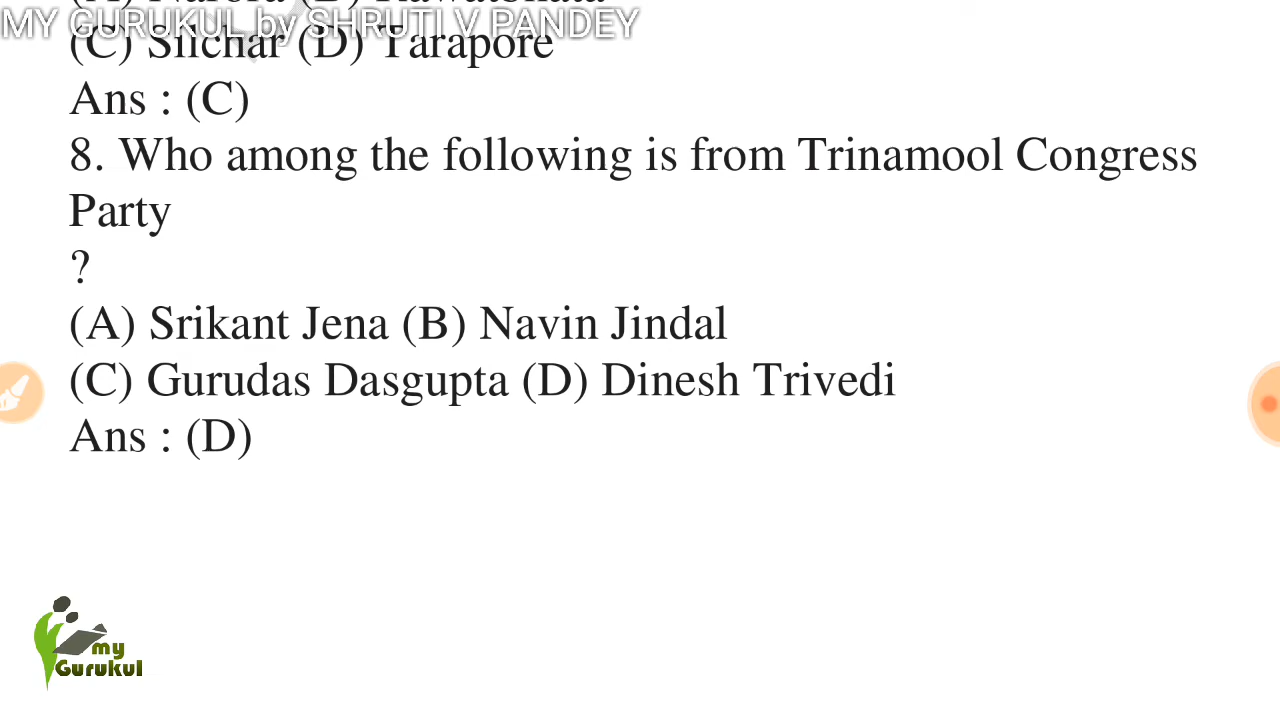 MY GURUKUL by SHRUTI V PANDEY
(C) Silchar (D) Tarapore
Ans : (C)
8. Who among the following is from Trinamool Congress
Party
?
(A) Srikant Jena (B) Navin Jindal
(C) Gurudas Dasgupta (D) Dinesh Trivedi
Ans : (D)
my
Gurukul